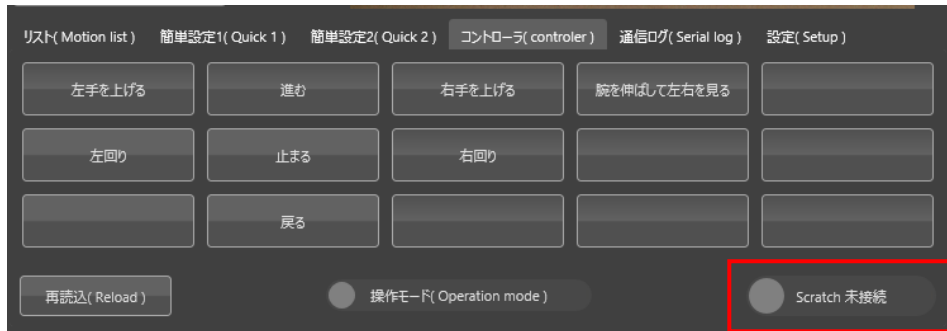 リスト( Motion list ) 簡単設定1( Quick 1 ) 簡単設定2( Quick 2 ) コントローラ( controler ) 通信ログ( Serial log ) 設定( Setup )
左手を上げる 進む 右手を上げる 腕を伸ばして左右を見る
左回り 止まる 右回り
戻る
再読込( Reload ) 操作モード( Operation mode ) Scratch 未接続